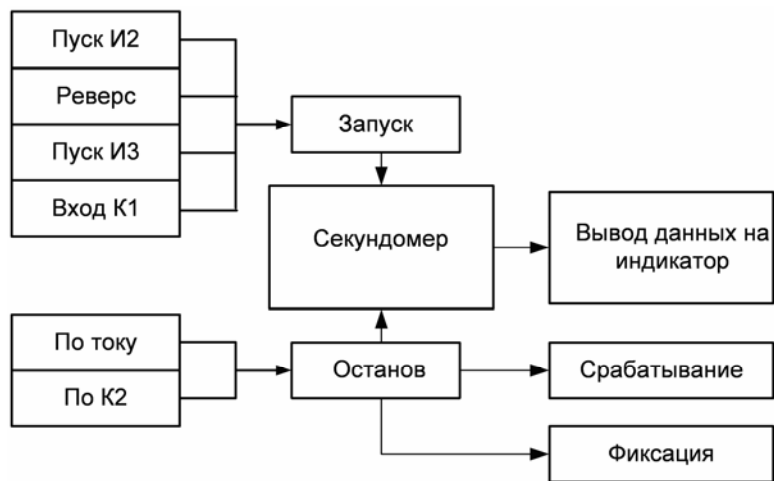 Пуск И2
Реверс
Пуск И3
Вход К1
Запуск
Секундомер
Вывод данных на
индикатор
По току
По К2
Останов
Срабатывание
Фиксация